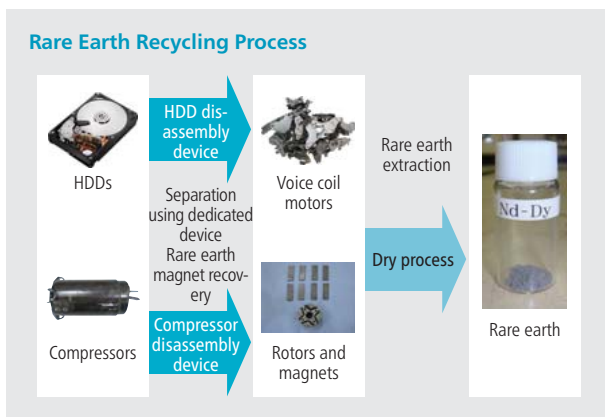 Rare Earth Recycling Process
HDD dis-
assembly
device
HDDs
Voice coil
motors
Separation
using dedicated
device
Rare earth
magnet recov-
ery
Compressor
disassembly
device
Compressors
Rotors and
magnets
Rare earth
extraction
Dry process
Nd-Dy
Rare earth